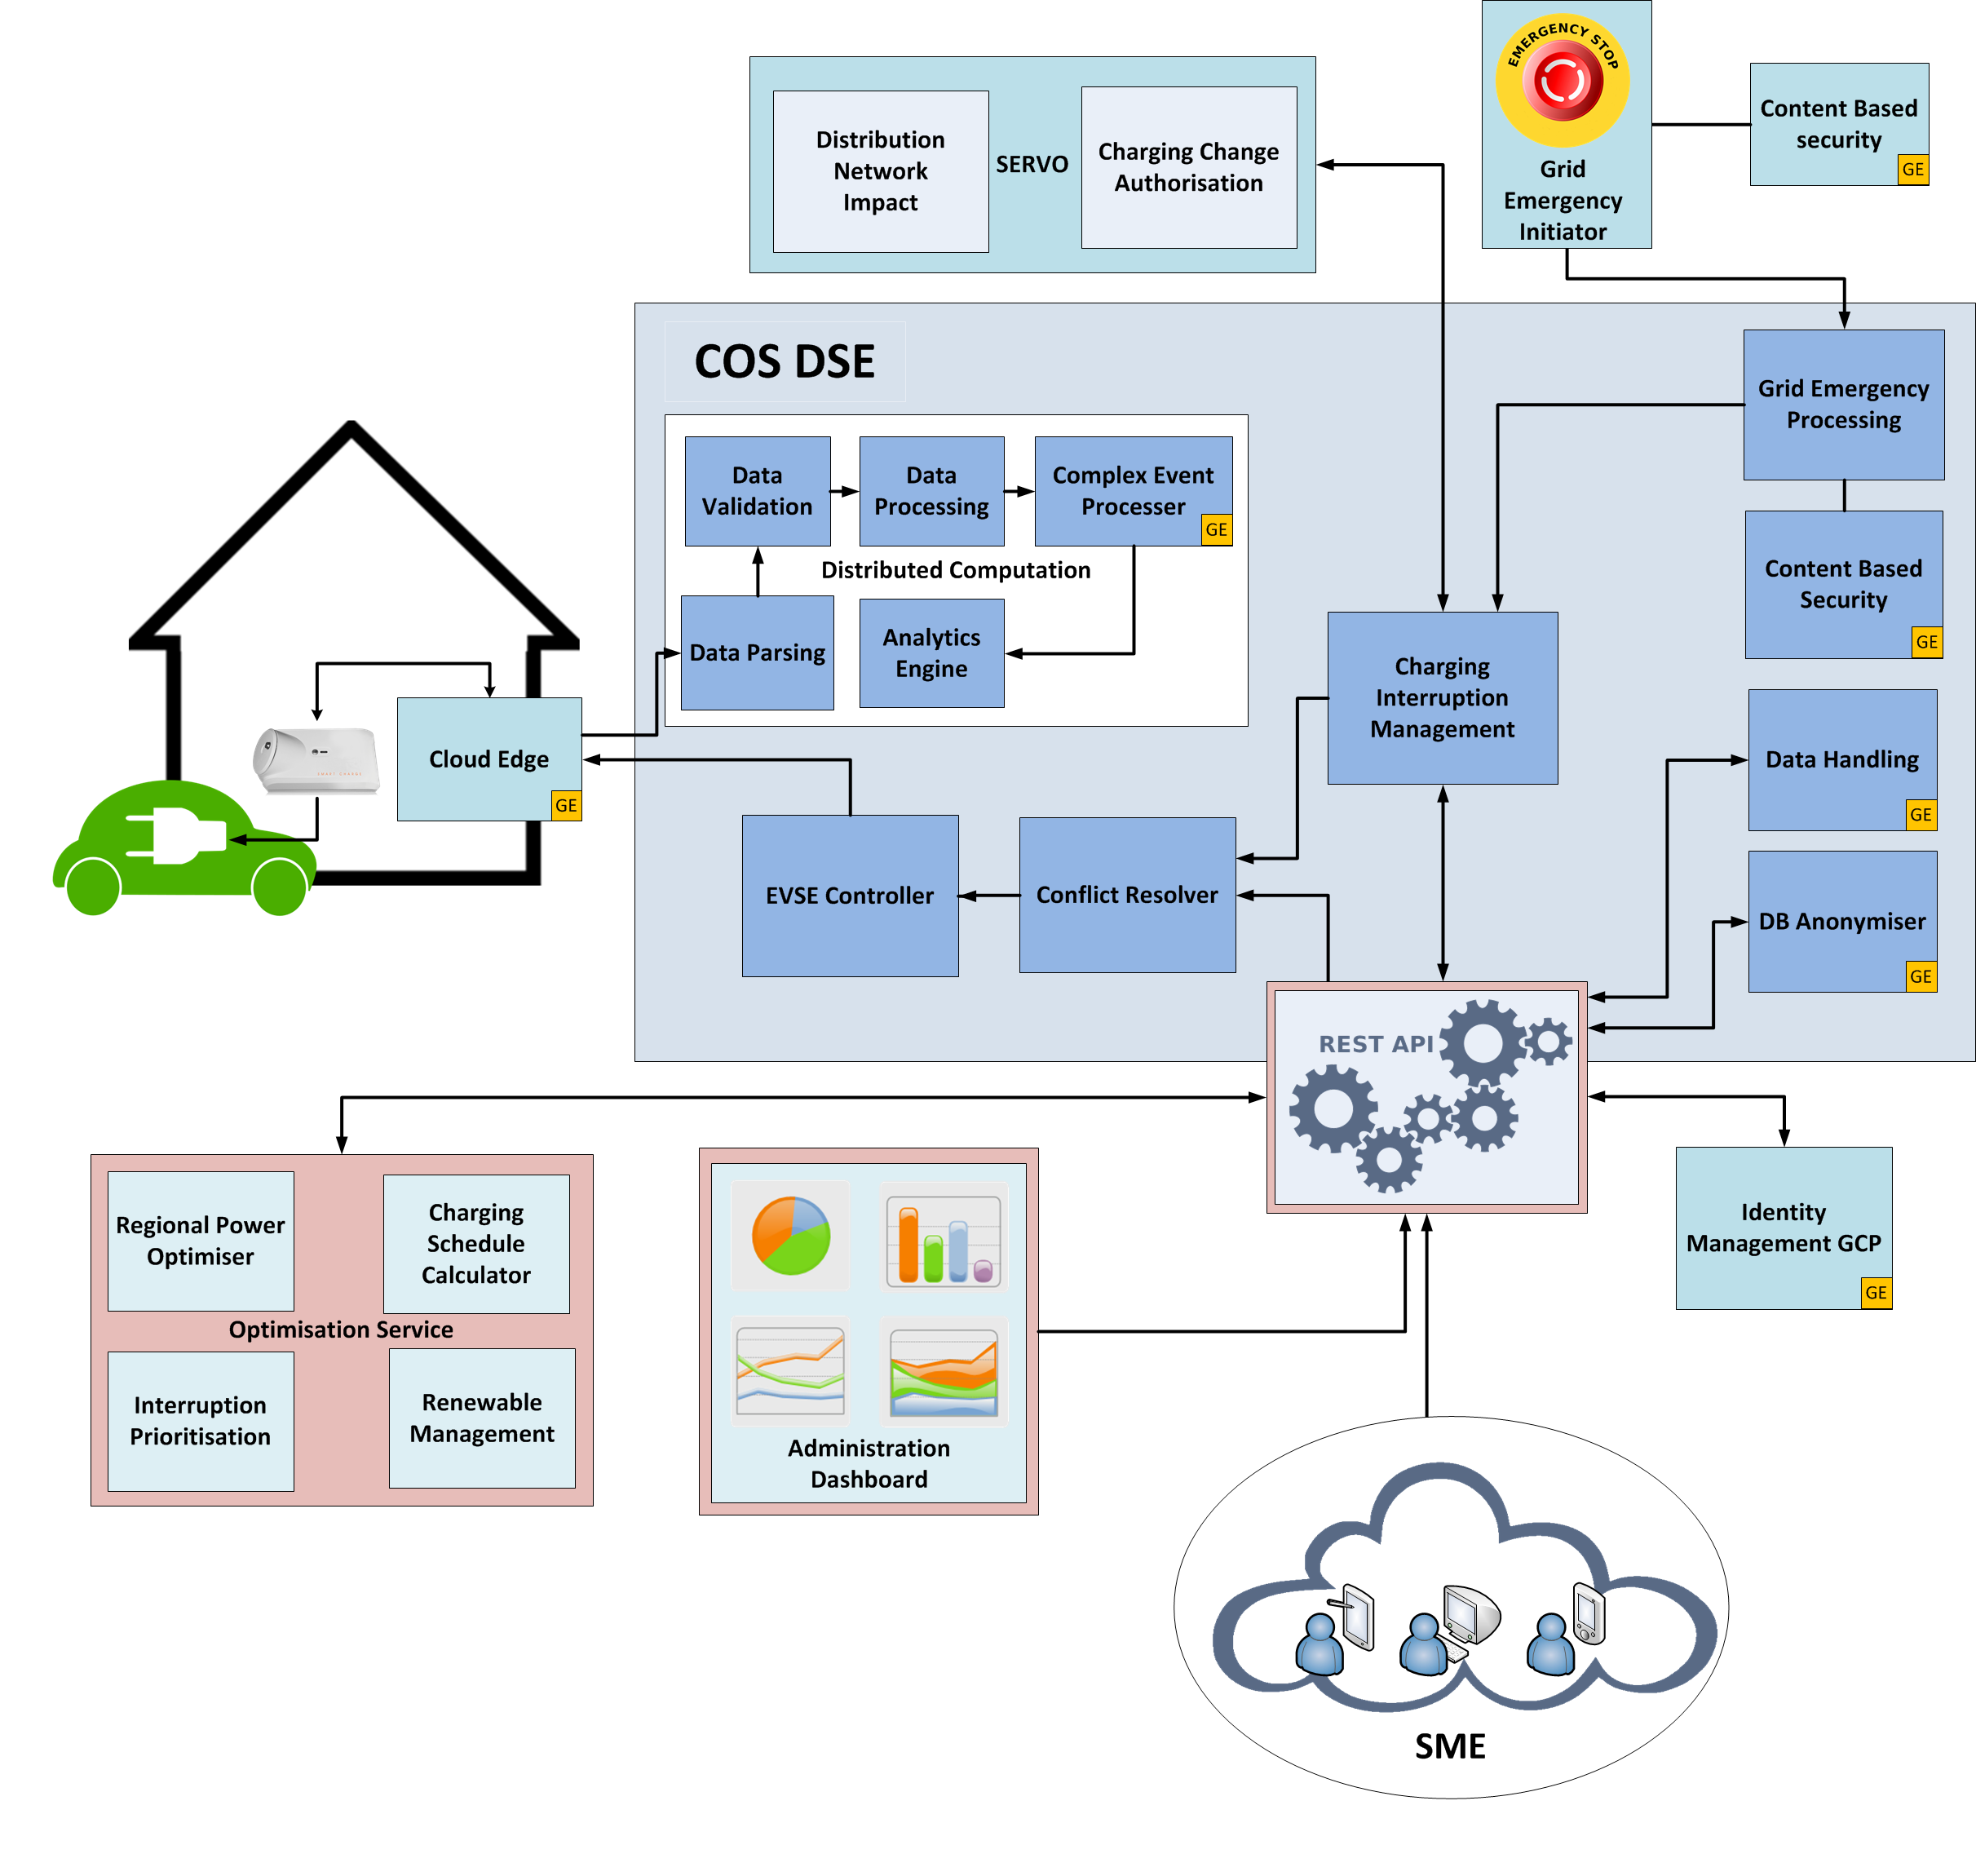 EMERGENCY STOP
Grid
Emergency
Initiator
Content Based
security
GE
Distribution
Network
Impact
SERVO
Charging Change
Authorisation
COS DSE
Grid Emergency
Processing
Data
Validation
Data
Processing
Complex Event
Processer
GE
Distributed Computation
Data Parsing
Analytics
Engine
Content Based
Security
GE
Charging
Interruption
Management
Cloud Edge
GE
SMART CHARGE
Data Handling
GE
EVSE Controller
Conflict Resolver
DB Anonymiser
GE
REST API
Regional Power
Optimiser
Charging
Schedule
Calculator
Optimisation Service
Interruption
Prioritisation
Renewable
Management
Administration
Dashboard
Identity
Management GCP
GE
SME